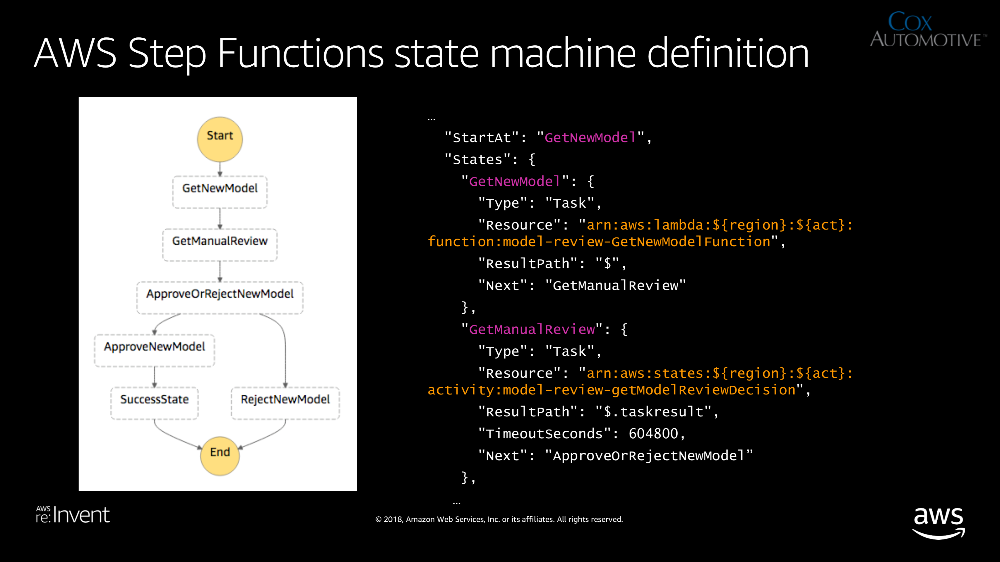 COX
AUTOMOTIVE™
AWS Step Functions state machine definition
Start
GetNewModel
GetManualReview
ApproveOrRejectNewModel
ApproveNewModel
SuccessState
RejectNewModel
End
…
"StartAt": "GetNewModel",
"States": {
"GetNewModel": {
"Type": "Task",
"Resource": "arn:aws:lambda:${region}:${act}:
function:model-review-GetNewModelFunction",
"ResultPath": "$",
"Next": "GetManualReview"
},
"GetManualReview": {
"Type": "Task",
"Resource": "arn:aws:states:${region}:${act}:
activity:model-review-getModelReviewDecision",
"ResultPath": "$.taskresult",
"TimeoutSeconds": 604800,
"Next": "ApproveOrRejectNewModel”
},
…
AWS
re:Invent
© 2018, Amazon Web Services, Inc. or its affiliates. All rights reserved.
aws